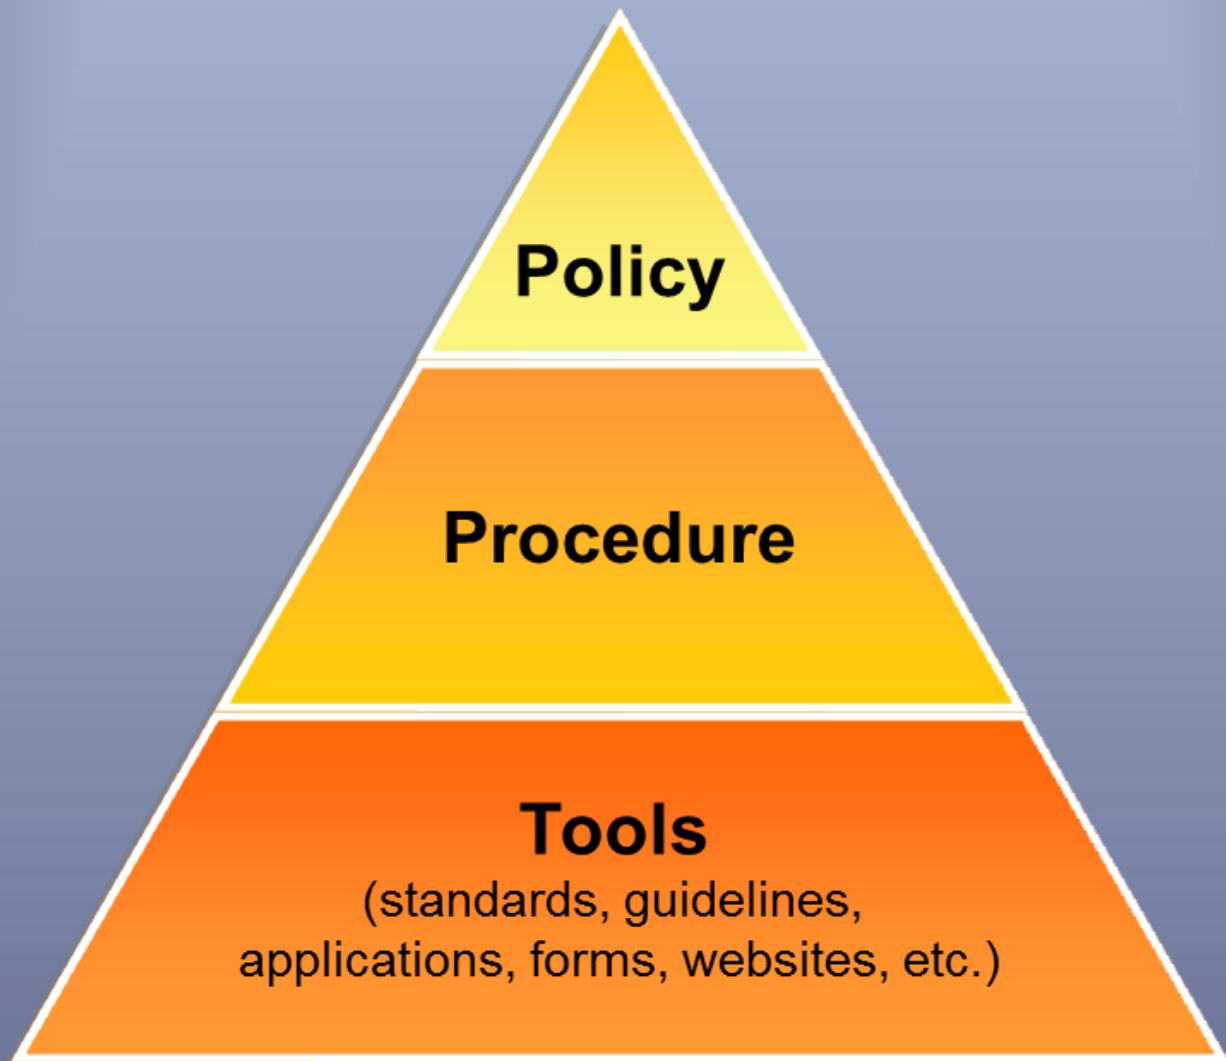 Policy
Procedure
Tools
(standards, guidelines,
applications, forms, websites, etc.)